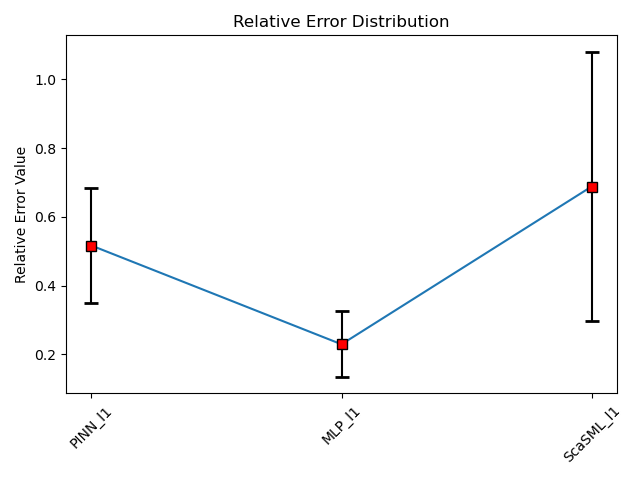 Relative Error Distribution
Relative Error Value
1.0
0.8
0.6
0.4
0.2
PINN_l1
MLP_l1
ScaSML_l1